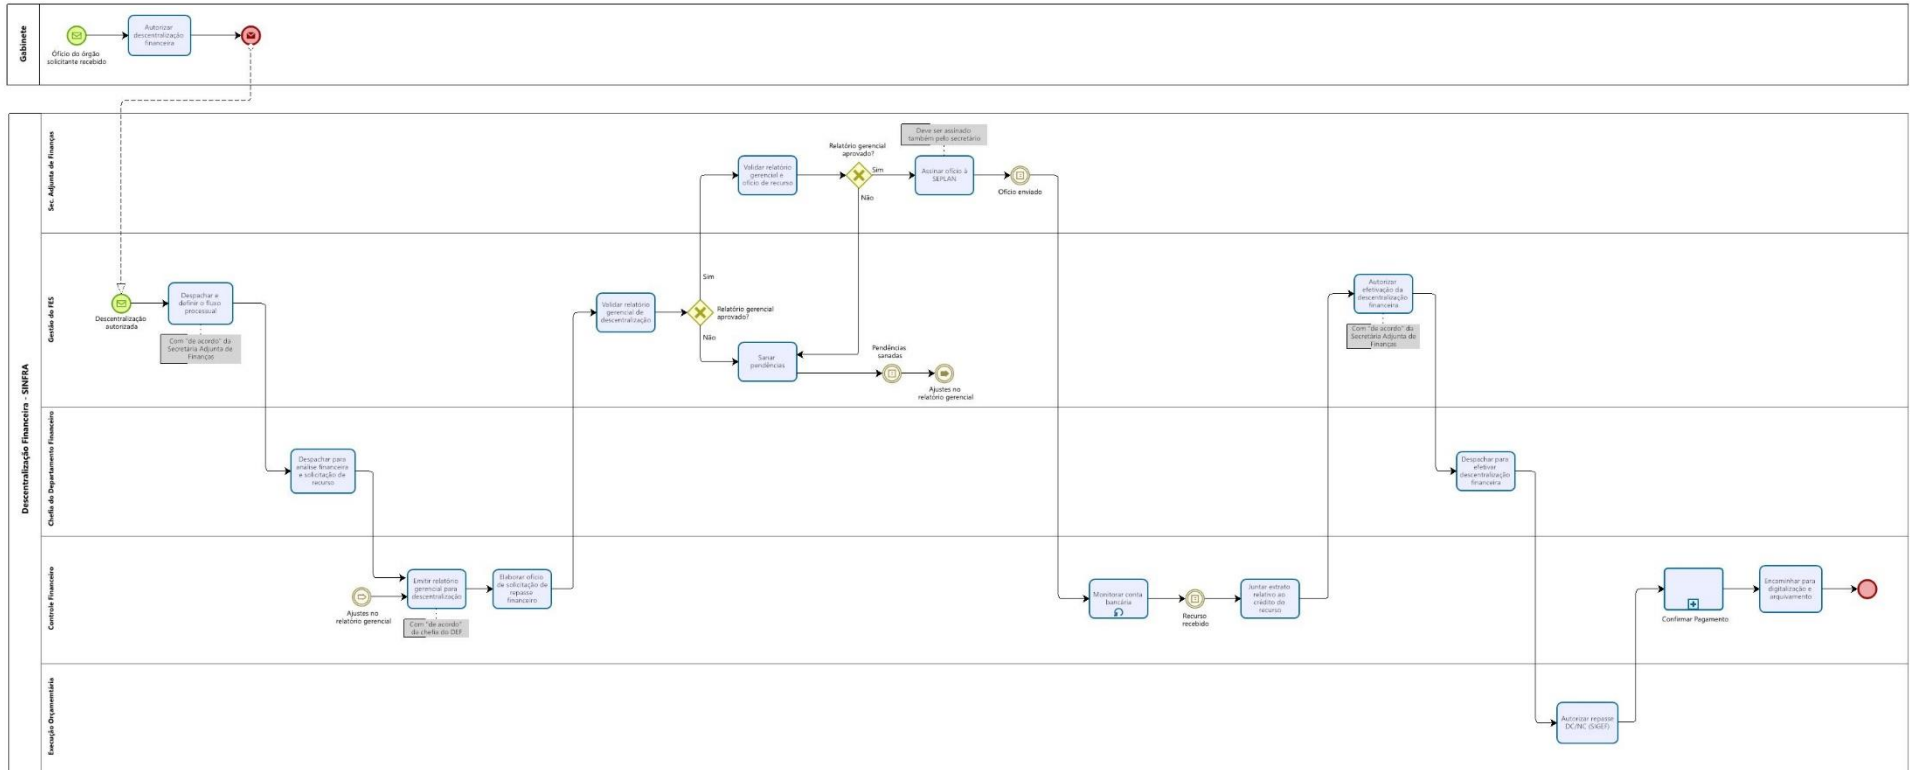 Gabinete
Ofício do órgão
solicitante recebido
Autorizar
descentralização
financeira
Descentralização Financeira - SINFRA
Sec. Adjunta de Finanças
Validar relatório
gerencial e
ofício de recurso
Relatório gerencial
aprovado?
Sim
Não
Deve ser assinado
também pelo secretário
Assinar ofício à
SEPLAN
Ofício enviado
Gestão do FES
Descentralização
autorizada
Despachar e
definir o fluxo
processual
Com "de acordo" da
Secretária Adjunta de
Finanças
Validar relatório
gerencial de
descentralização
Sim
Relatório gerencial
aprovado?
Não
Sanar
pendências
Pendências
sanadas
Ajustes no
relatório gerencial
Autorizar
efetivação da
descentralização
financeira
Com "de acordo" da
Secretária Adjunta de
Finanças
Chefia do Departamento Financeiro
Despachar para
análise financeira
e solicitação de
recurso
Despachar para
efetivar
descentralização
financeira
Controle Financeiro
Ajustes no
relatório gerencial
Emitir relatório
gerencial para
descentralização
Com "de acordo"
da chefia do DEF
Elaborar ofício
de solicitação de
repasse
financeiro
Monitorar conta
bancária
Recurso
recebido
Juntar extrato
relativo ao
crédito do
recurso
Confirmar Pagamento
Encaminhar para
digitalização e
arquivamento
Execução Orçamentária
Autorizar repasse
DC/NC (SIGEF)